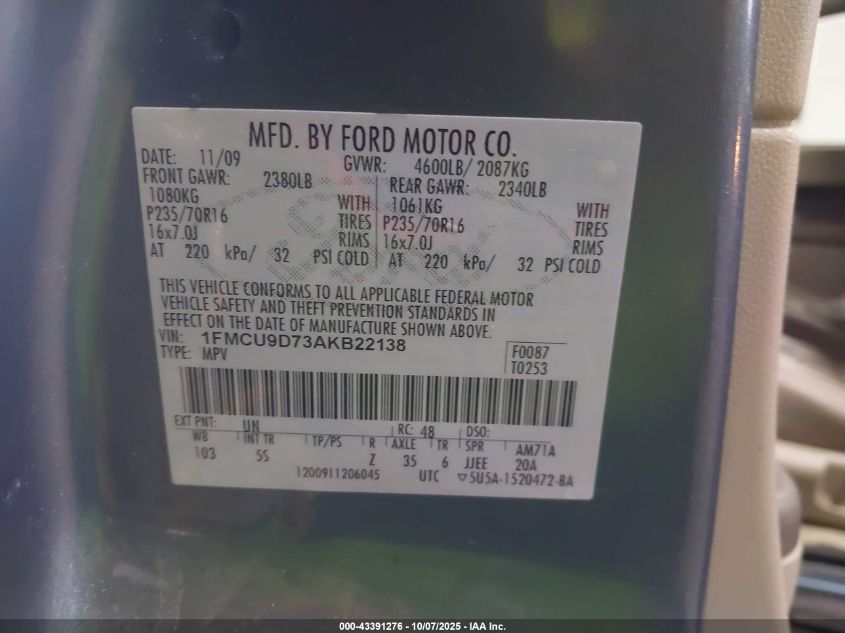 MFD. BY FORD MOTOR CO.
DATE: 11/09 GVWR: 4600LB/ 2087KG
FRONT GAWR: 2380LB REAR GAWR: 2340LB
1080KG WITH 1061KG WITH
P235/70R16 TIRES P235/70R16 TIRES
16x7.0J RIMS 16x7.0J RIMS
AT 220 kPa/ 32 PSI COLD AT 220 kPa/ 32 PSI COLD
THIS VEHICLE CONFORMS TO ALL APPLICABLE FEDERAL MOTOR
VEHICLE SAFETY AND THEFT PREVENTION STANDARDS IN
EFFECT ON THE DATE OF MANUFACTURE SHOWN ABOVE.
VIN: 1FMCU9D73AKB22138
TYPE: MPV F0087
T0253
EXT PNT: UN RC: 48 DSO:
WB INT TR TP/PS R AXLE TR SPR AM71A
103 5S Z 35 6 JJEE 20A
1200911206045 UTC ▽5U5A-1520472-BA
000-43391276 - 10/07/2025 - IAA Inc.